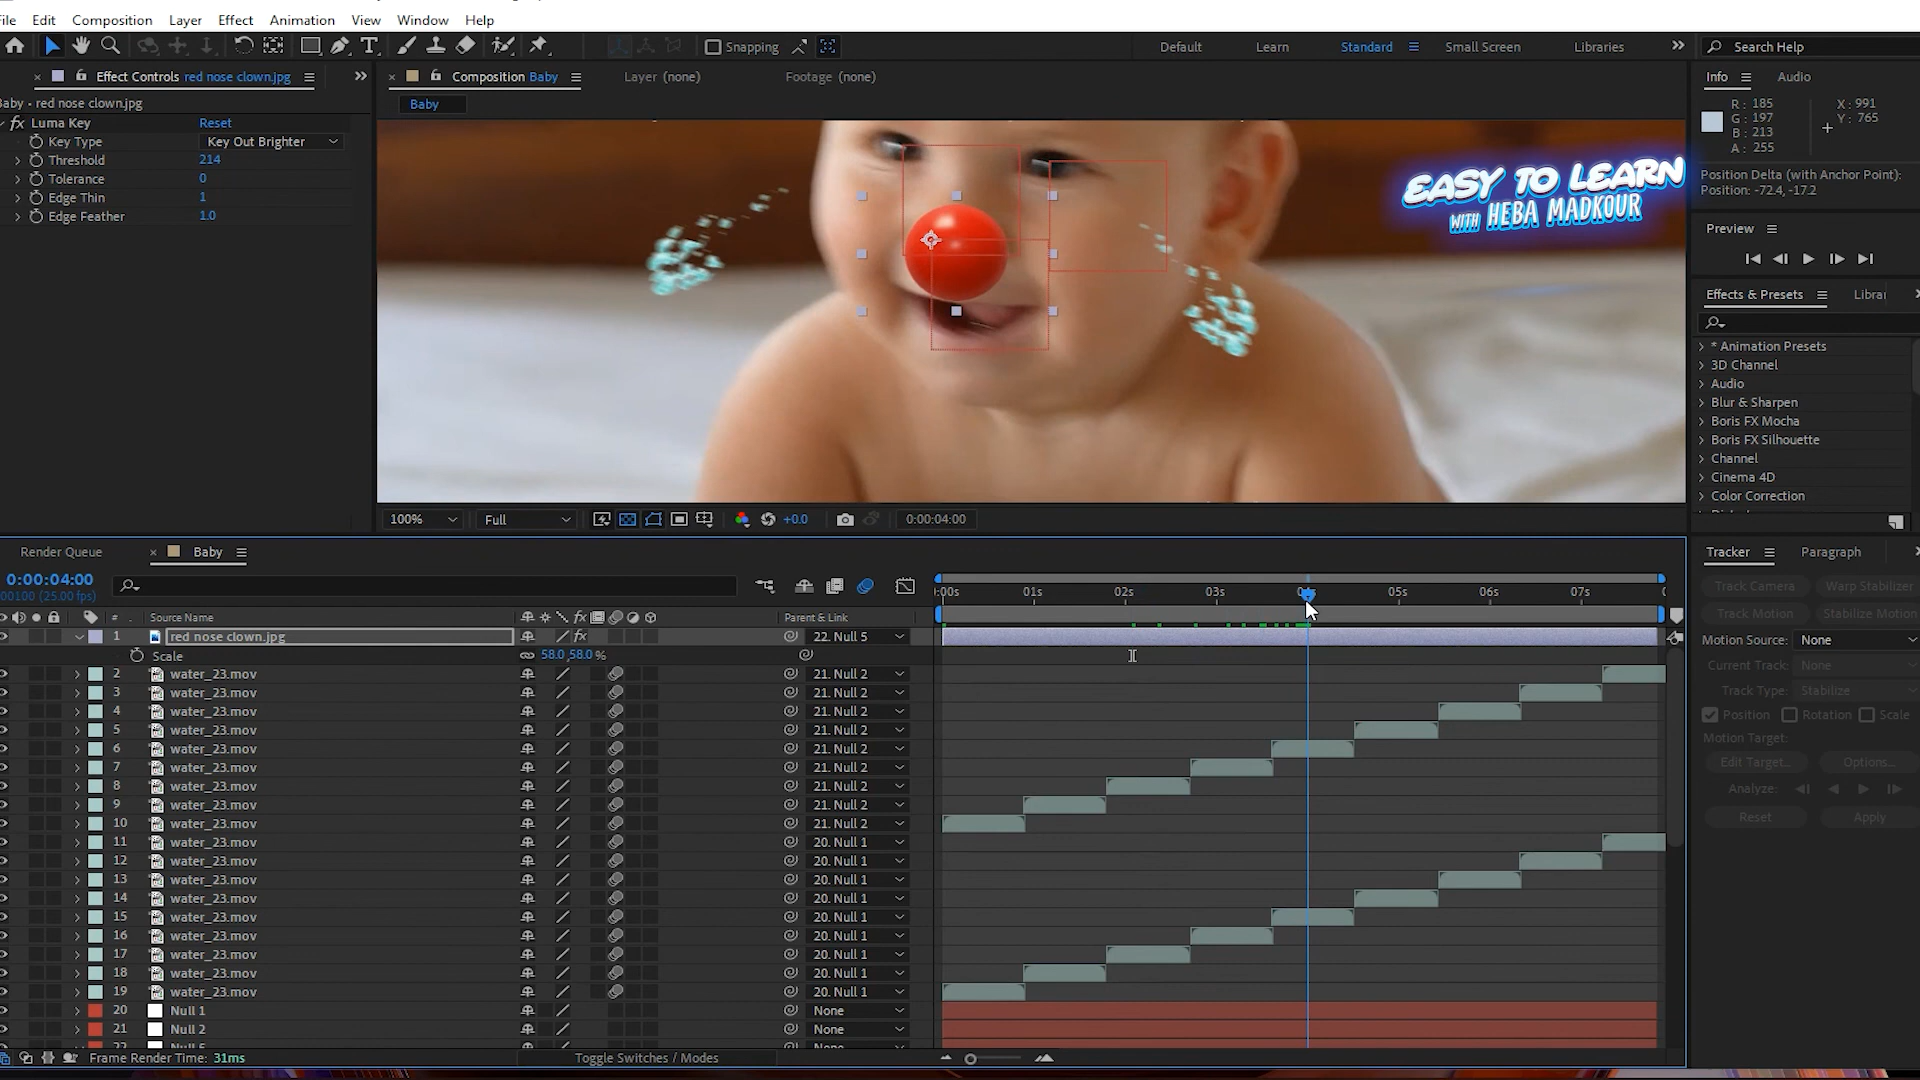 File Edit Composition Layer Effect Animation View Window Help
Snapping
Default Learn Standard Small Screen Libraries Search Help
Effect Controls red nose clown.jpg
Composition Baby
Layer (none)
Footage (none)
Info Audio
Baby • red nose clown.jpg
Baby
fx Luma Key Reset
Key Type Key Out Brighter
Threshold 214
Tolerance 0
Edge Thin 1
Edge Feather 1.0
EASY TO LEARN
WITH HEBA MADKOUR
R: 185 X: 991
G: 197 Y: 765
B: 213
A: 255
Position Delta (with Anchor Point):
Position: -72.4, -17.2
Preview
Effects & Presets
* Animation Presets
3D Channel
Audio
Blur & Sharpen
Boris FX Mocha
Boris FX Silhouette
Channel
Cinema 4D
Color Correction
100% Full +0.0 0:00:04:00
Render Queue Baby
0:00:04:00
00100 (25.00 fps)
:00s 01s 02s 03s 05s 06s 07s
# Source Name fx Parent & Link
1 red nose clown.jpg fx 22. Null 5
Scale 58.0,58.0 %
2 water_23.mov 21. Null 2
3 water_23.mov 21. Null 2
4 water_23.mov 21. Null 2
5 water_23.mov 21. Null 2
6 water_23.mov 21. Null 2
7 water_23.mov 21. Null 2
8 water_23.mov 21. Null 2
9 water_23.mov 21. Null 2
10 water_23.mov 21. Null 2
11 water_23.mov 20. Null 1
12 water_23.mov 20. Null 1
13 water_23.mov 20. Null 1
14 water_23.mov 20. Null 1
15 water_23.mov 20. Null 1
16 water_23.mov 20. Null 1
17 water_23.mov 20. Null 1
18 water_23.mov 20. Null 1
19 water_23.mov 20. Null 1
20 Null 1 None
21 Null 2 None
Frame Render Time: 31ms
Toggle Switches / Modes
Tracker Paragraph
Track Camera Warp Stabilizer
Track Motion Stabilize Motion
Motion Source: None
Current Track: None
Track Type: Stabilize
Position Rotation Scale
Motion Target:
Edit Target... Options...
Analyze:
Reset Apply